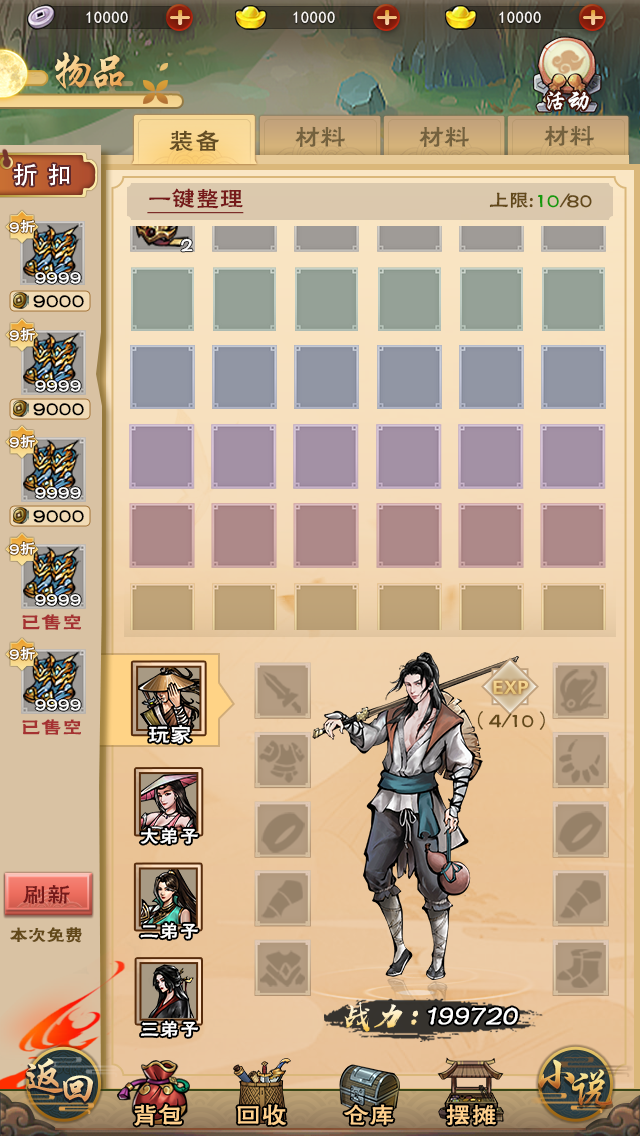 10000
10000
10000
物品
活动
装备
材料
材料
材料
折扣
一键整理
上限:10/80
2
9折
9999
9000
9折
9999
9000
9折
9999
9000
9折
9999
已售空
9折
9999
已售空
刷新
本次免费
玩家
大弟子
二弟子
三弟子
EXP
(4/10)
战力:199720
返回
背包
回收
仓库
摆摊
小说